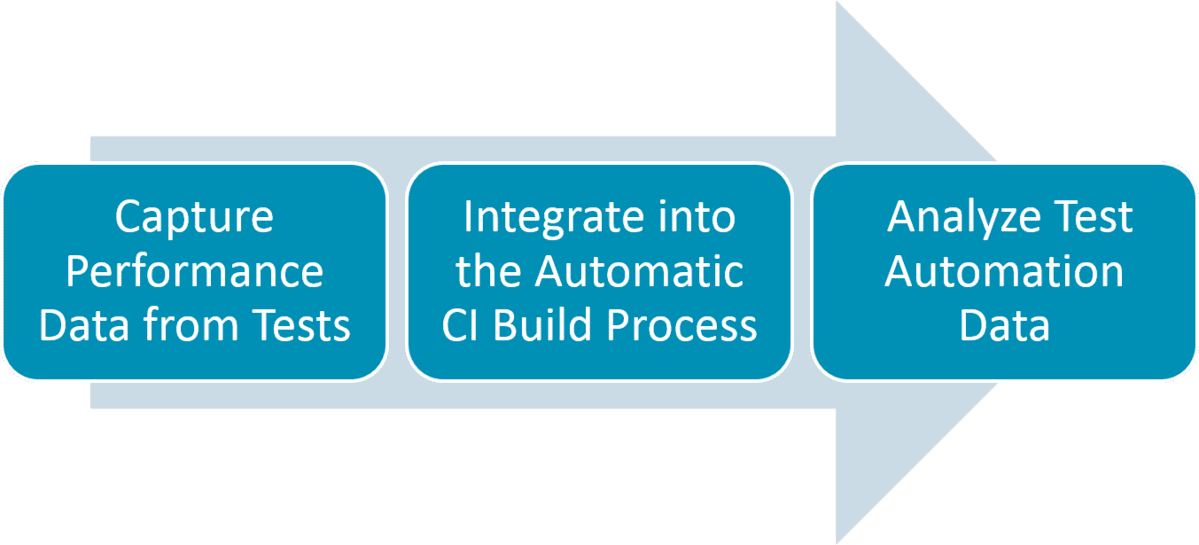 Capture
Performance
Data from Tests
Integrate into
the Automatic
CI Build Process
Analyze Test
Automation
Data